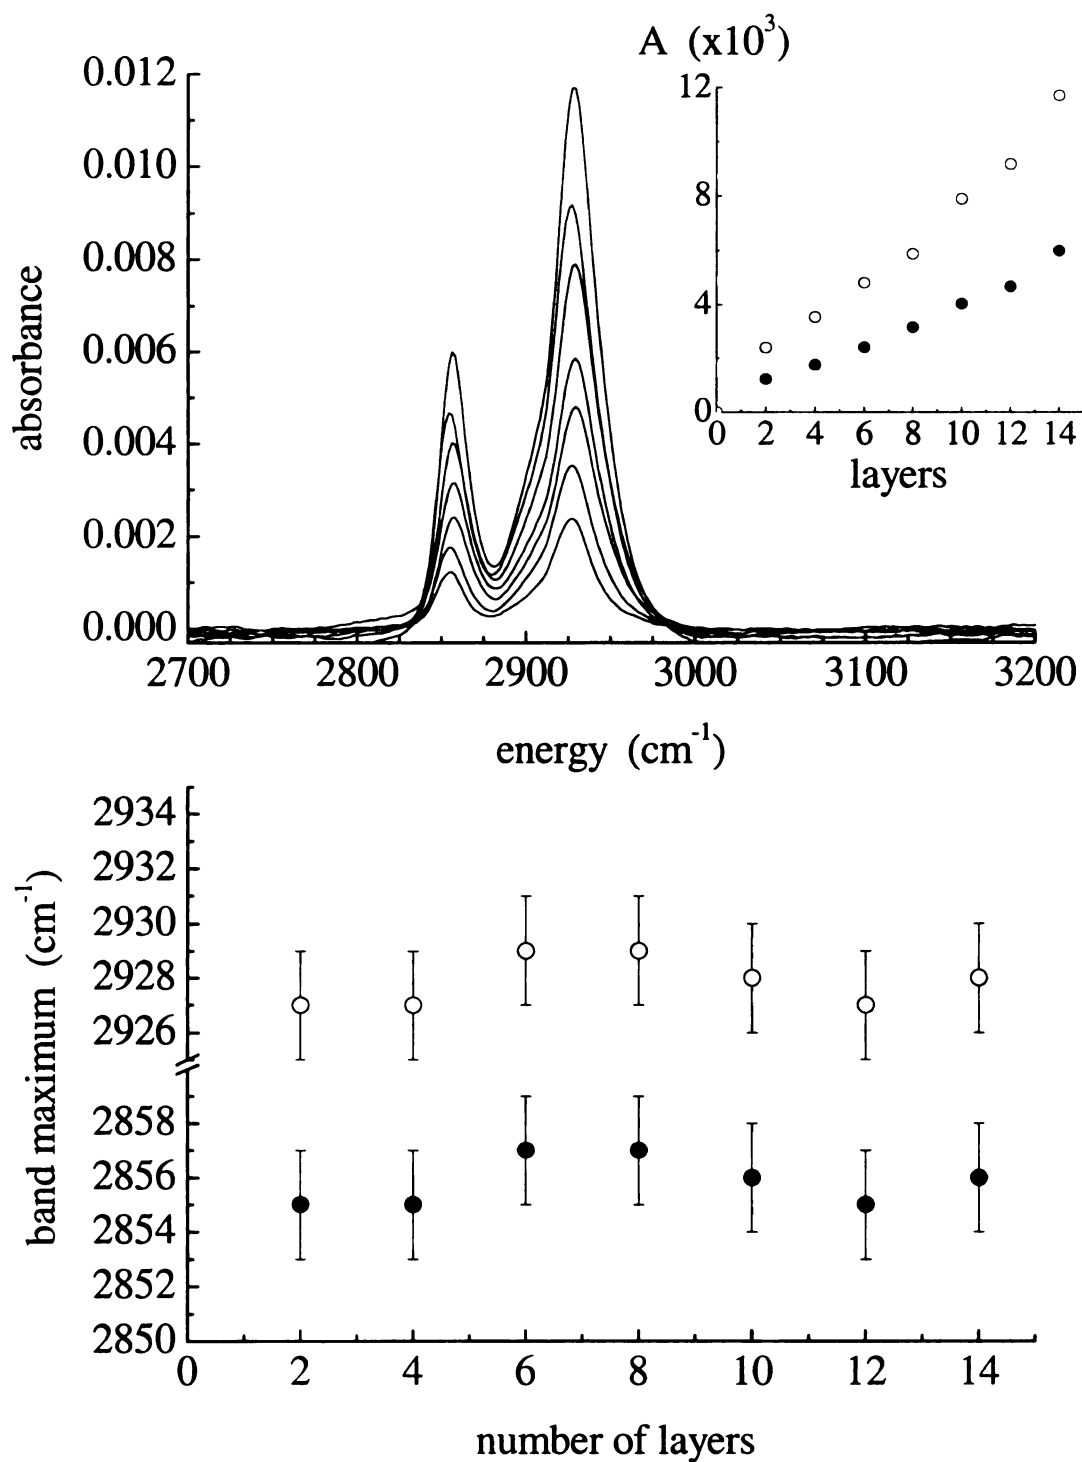 A (x10³)
0.012
0.010
0.008
0.006
0.004
0.002
0.000
absorbance
2700 2800 2900 3000 3100 3200
energy (cm⁻¹)
12
8
4
0
0 2 4 6 8 10 12 14
layers
2934
2932
2930
2928
2926
2858
2856
2854
2852
2850
band maximum (cm⁻¹)
0 2 4 6 8 10 12 14
number of layers